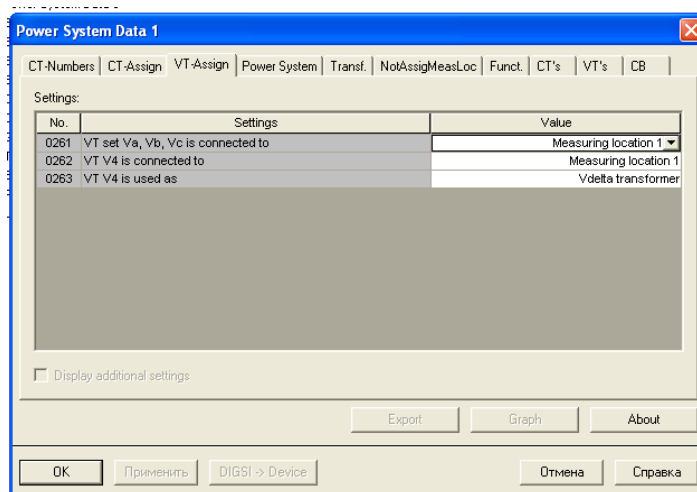 Power System Data 1
CT-Numbers CT-Assign VT-Assign Power System Transf. NotAssigMeasLoc Funct. CT's VT's CB
Settings:
No. Settings Value
0261 VT set Va, Vb, Vc is connected to Measuring location 1
0262 VT V4 is connected to Measuring location 1
0263 VT V4 is used as Vdelta transformer
Display additional settings
Export Graph About
OK Применить DIGSI -> Device Отмена Справка